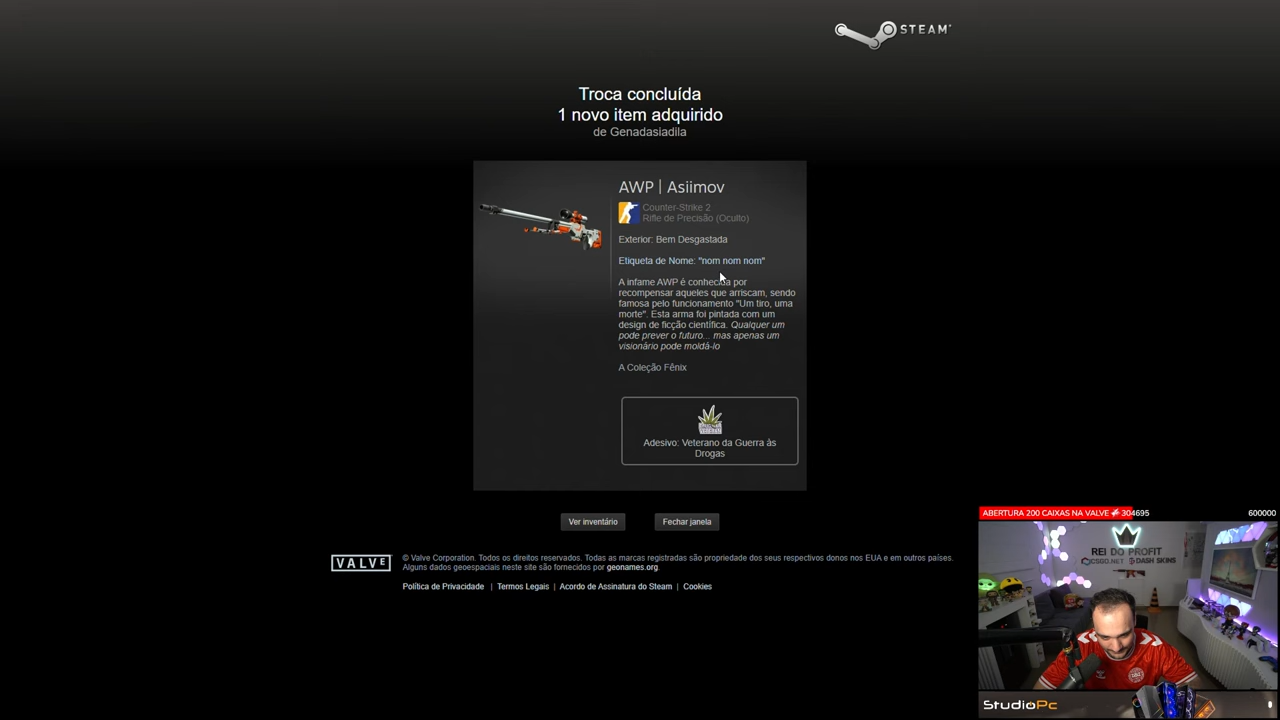 STEAM
Troca concluída
1 novo item adquirido
de Genadasiadila
AWP | Asiimov
Counter-Strike 2
Rifle de Precisão (Oculto)
Exterior: Bem Desgastada
Etiqueta de Nome: "nom nom nom"
A infame AWP é conhecida por
recompensar aqueles que arriscam, sendo
famosa pelo funcionamento "Um tiro, uma
morte". Esta arma foi pintada com um
design de ficção científica. Qualquer um
pode prever o futuro... mas apenas um
visionário pode moldá-lo
A Coleção Fênix
Adesivo: Veterano da Guerra às
Drogas
Ver inventário
Fechar janela
VALVE
© Valve Corporation. Todos os direitos reservados. Todas as marcas registradas são propriedade dos seus respectivos donos nos EUA e em outros países.
Alguns dados geoespaciais neste site são fornecidos por geonames.org.
Política de Privacidade | Termos Legais | Acordo de Assinatura do Steam | Cookies
ABERTURA 200 CAIXAS NA VALVE 304695 600000
REI DO PROFIT
CSGO.NET DASH SKINS
StudioPc